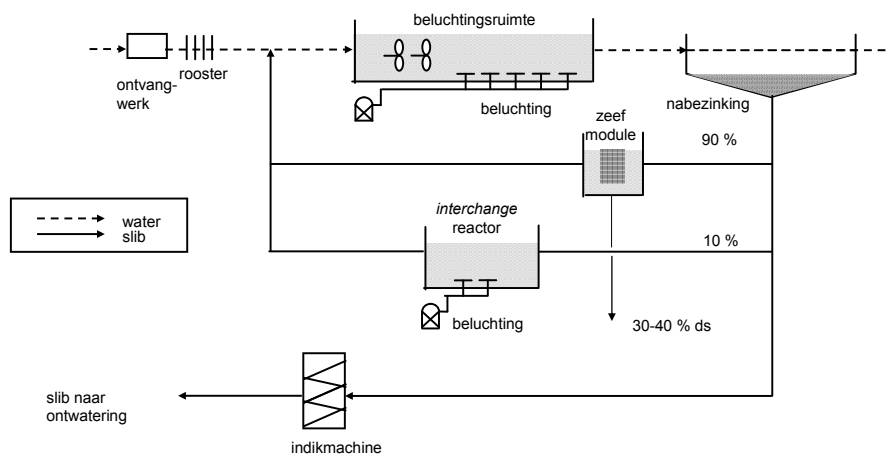 beluchtingsruimte
ontvang-
werk
rooster
beluchting
nabezinking
zeef
module
90 %
water
slib
interchange
reactor
10 %
beluchting
30-40 % ds
slib naar
ontwatering
indikmachine